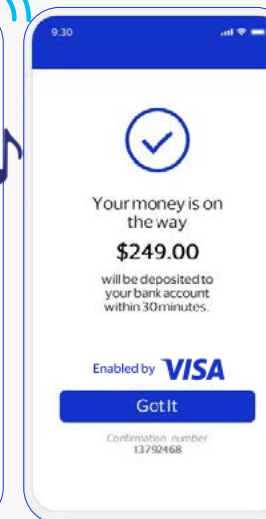 9:30
Your money is on
the way
$249.00
will be deposited to
your bank account
within 30 minutes.
Enabled by VISA
Got It
Confirmation number
13792468